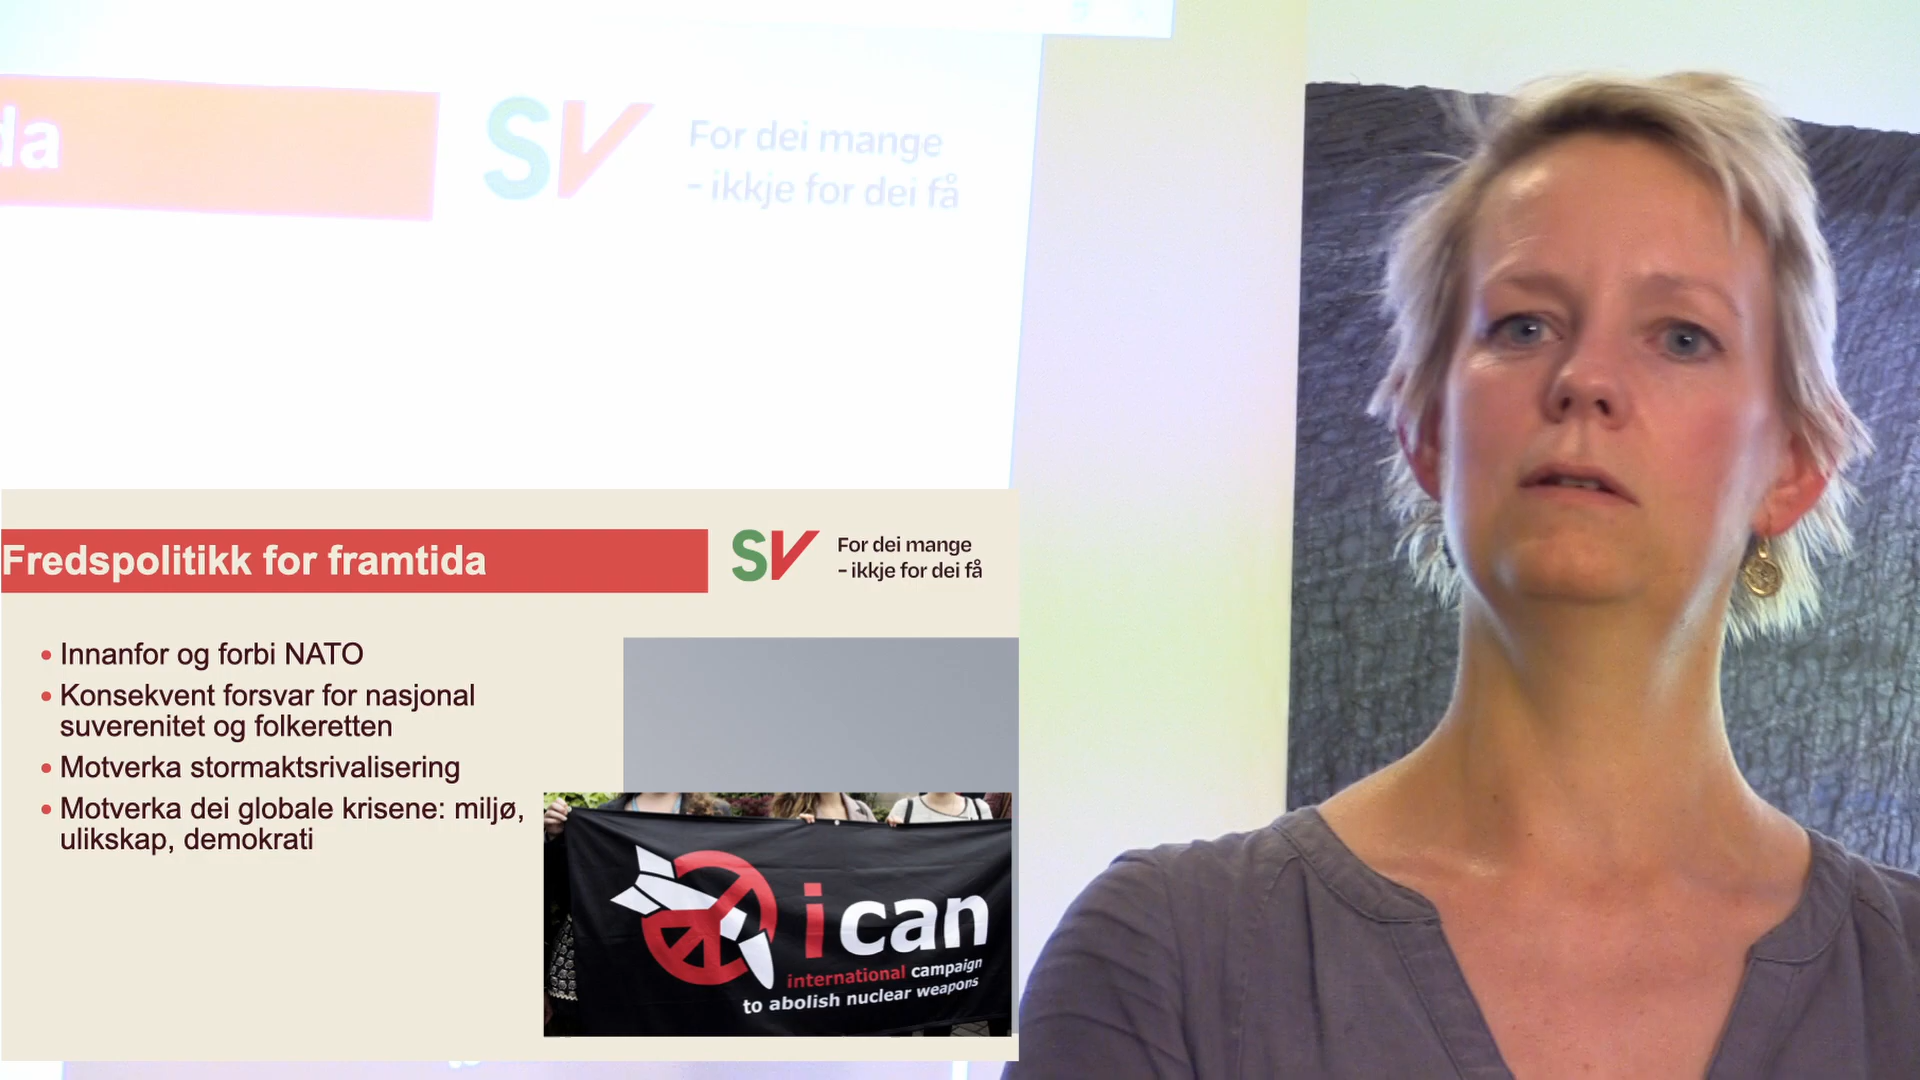 da
SV
For dei mange
- ikkje for dei få
Fredspolitikk for framtida
SV
For dei mange
- ikkje for dei få
• Innanfor og forbi NATO
• Konsekvent forsvar for nasjonal
suverenitet og folkeretten
• Motverka stormaktsrivalisering
• Motverka dei globale krisene: miljø,
ulikskap, demokrati
ican
international campaign
to abolish nuclear weapons